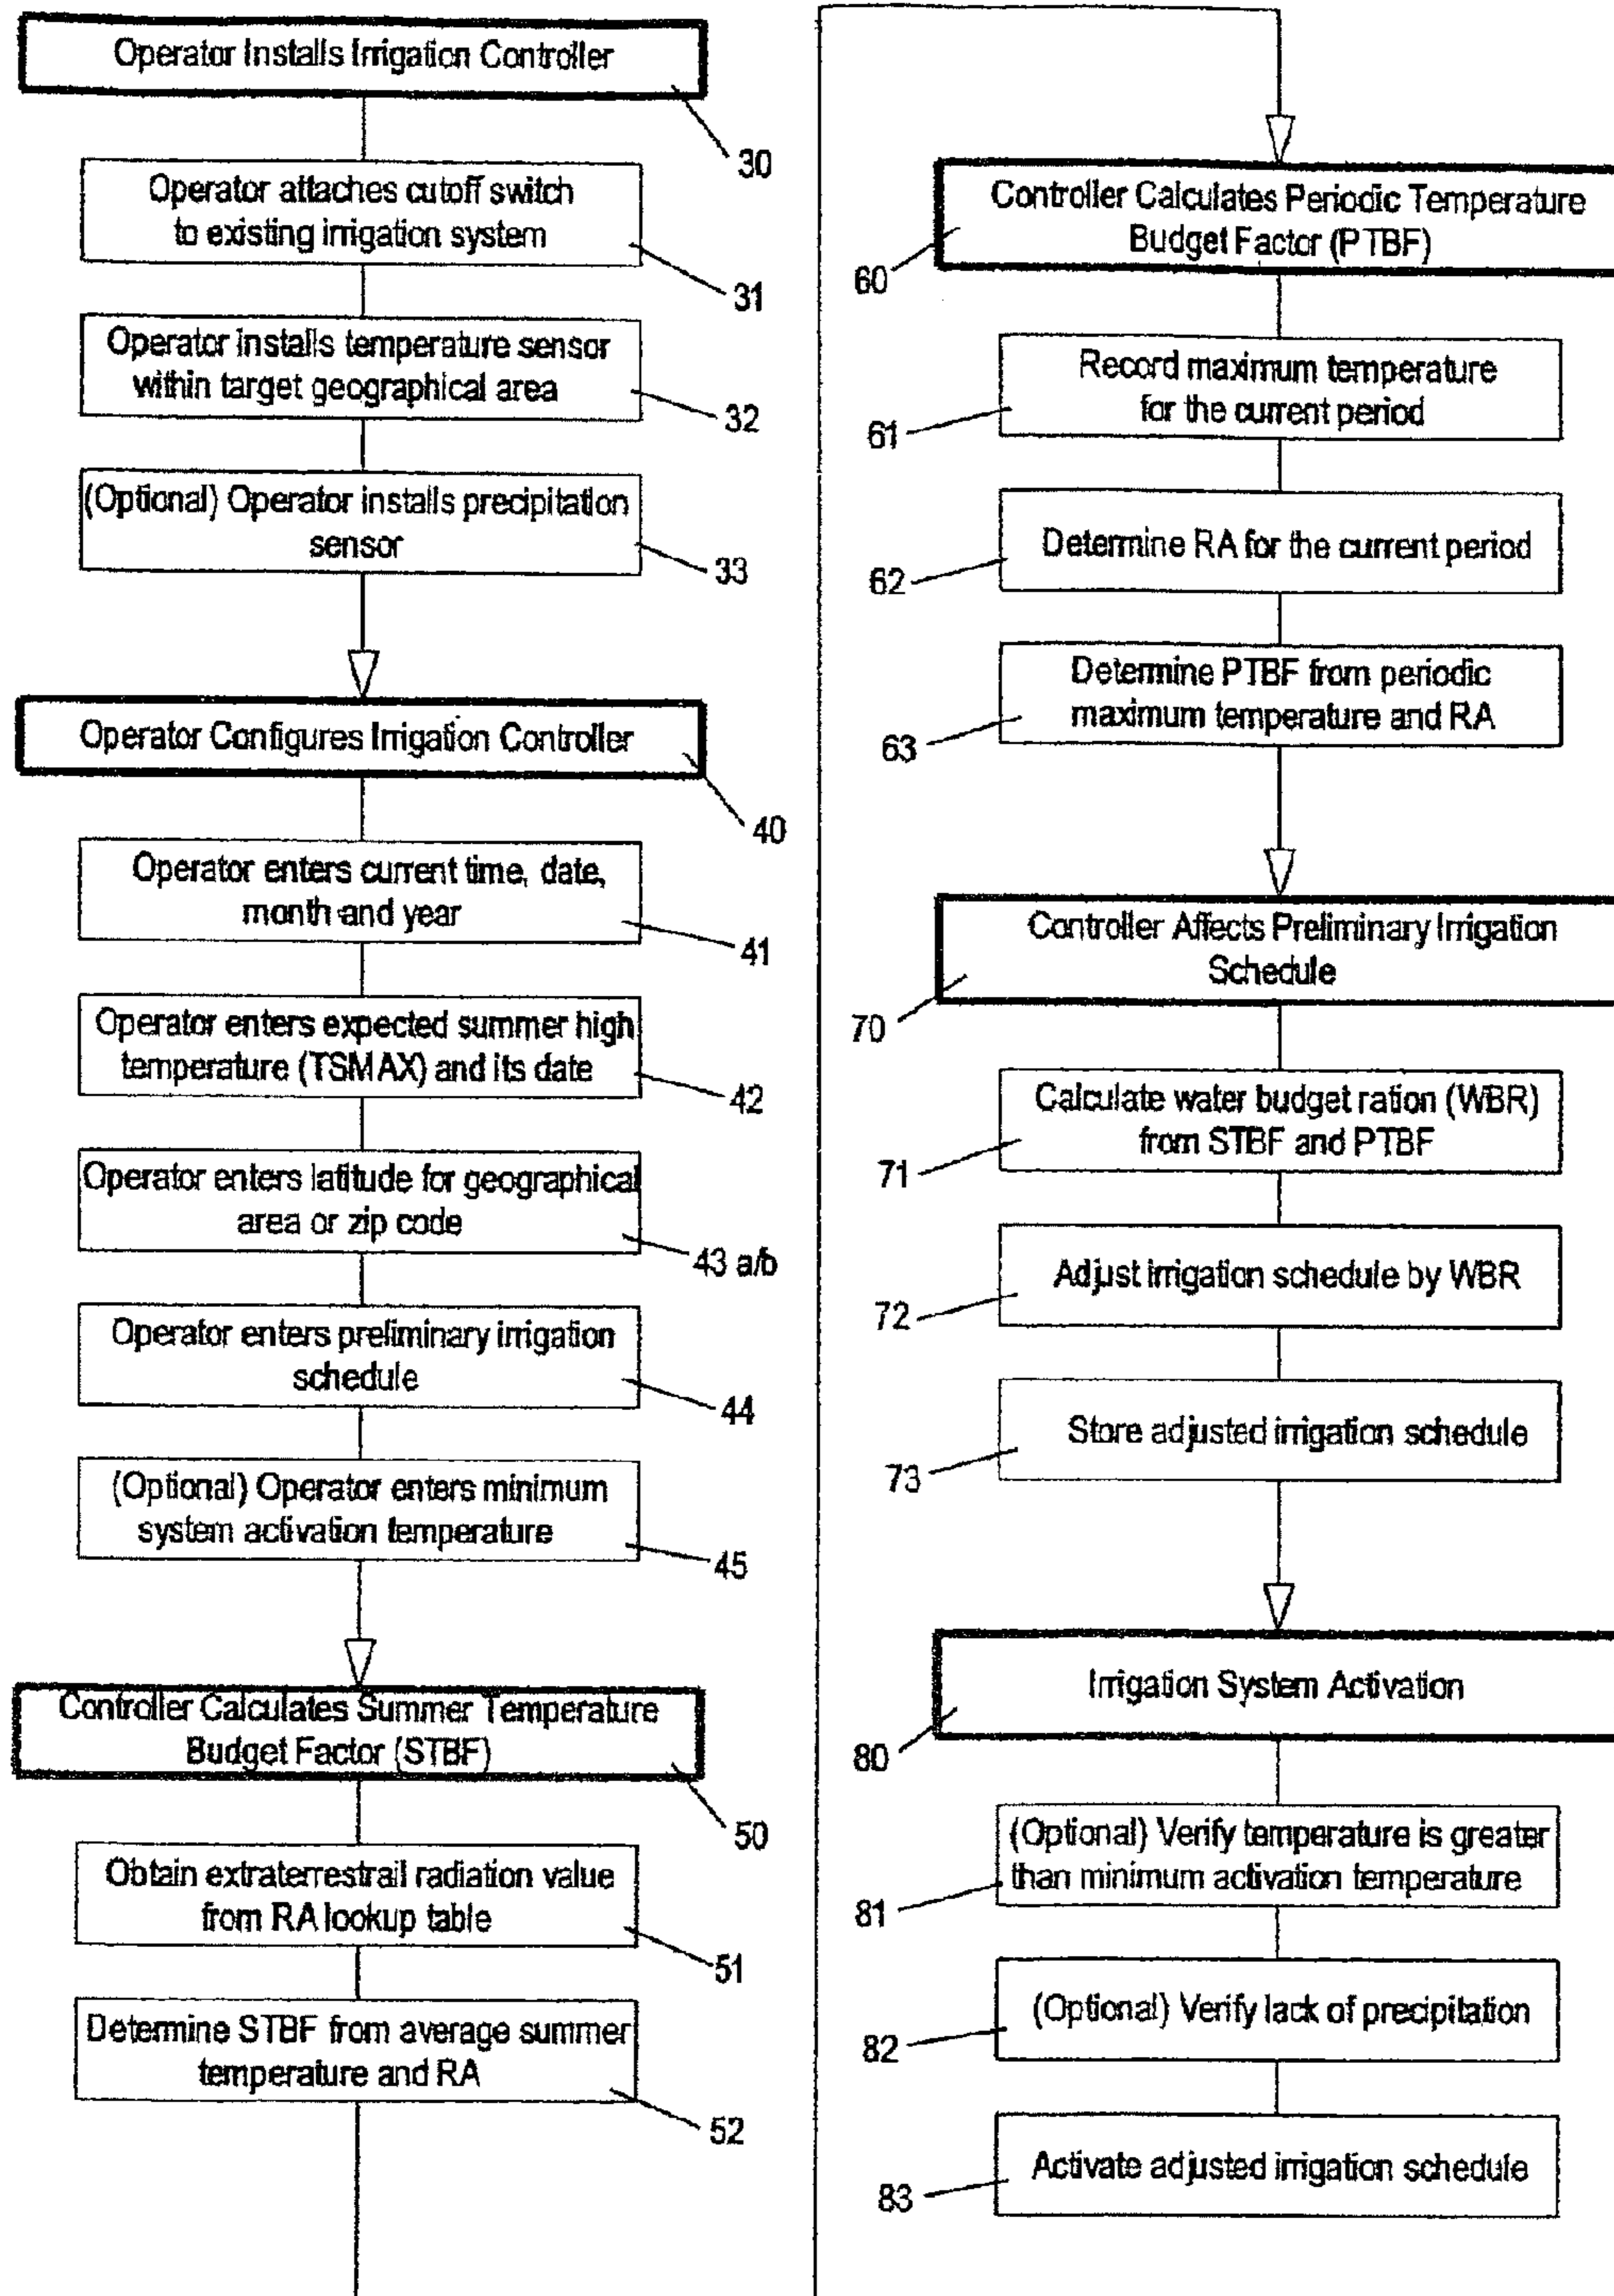 Operator Installs Irrigation Controller
30
Operator attaches cutoff switch
to existing irrigation system
31
Operator installs temperature sensor
within target geographical area
32
(Optional) Operator installs precipitation
sensor
33
Operator Configures Irrigation Controller
40
Operator enters current time, date,
month and year
41
Operator enters expected summer high
temperature (TSMAX) and its date
42
Operator enters latitude for geographical
area or zip code
43 a/b
Operator enters preliminary irrigation
schedule
44
(Optional) Operator enters minimum
system activation temperature
45
Controller Calculates Summer Temperature
Budget Factor (STBF)
50
Obtain extraterrestrail radiation value
from RA lookup table
51
Determine STBF from average summer
temperature and RA
52
Controller Calculates Periodic Temperature
Budget Factor (PTBF)
60
Record maximum temperature
for the current period
61
Determine RA for the current period
62
Determine PTBF from periodic
maximum temperature and RA
63
Controller Affects Preliminary Irrigation
Schedule
70
Calculate water budget ration (WBR)
from STBF and PTBF
71
Adjust irrigation schedule by WBR
72
Store adjusted irrigation schedule
73
Irrigation System Activation
80
(Optional) Verify temperature is greater
than minimum activation temperature
81
(Optional) Verify lack of precipitation
82
Activate adjusted irrigation schedule
83